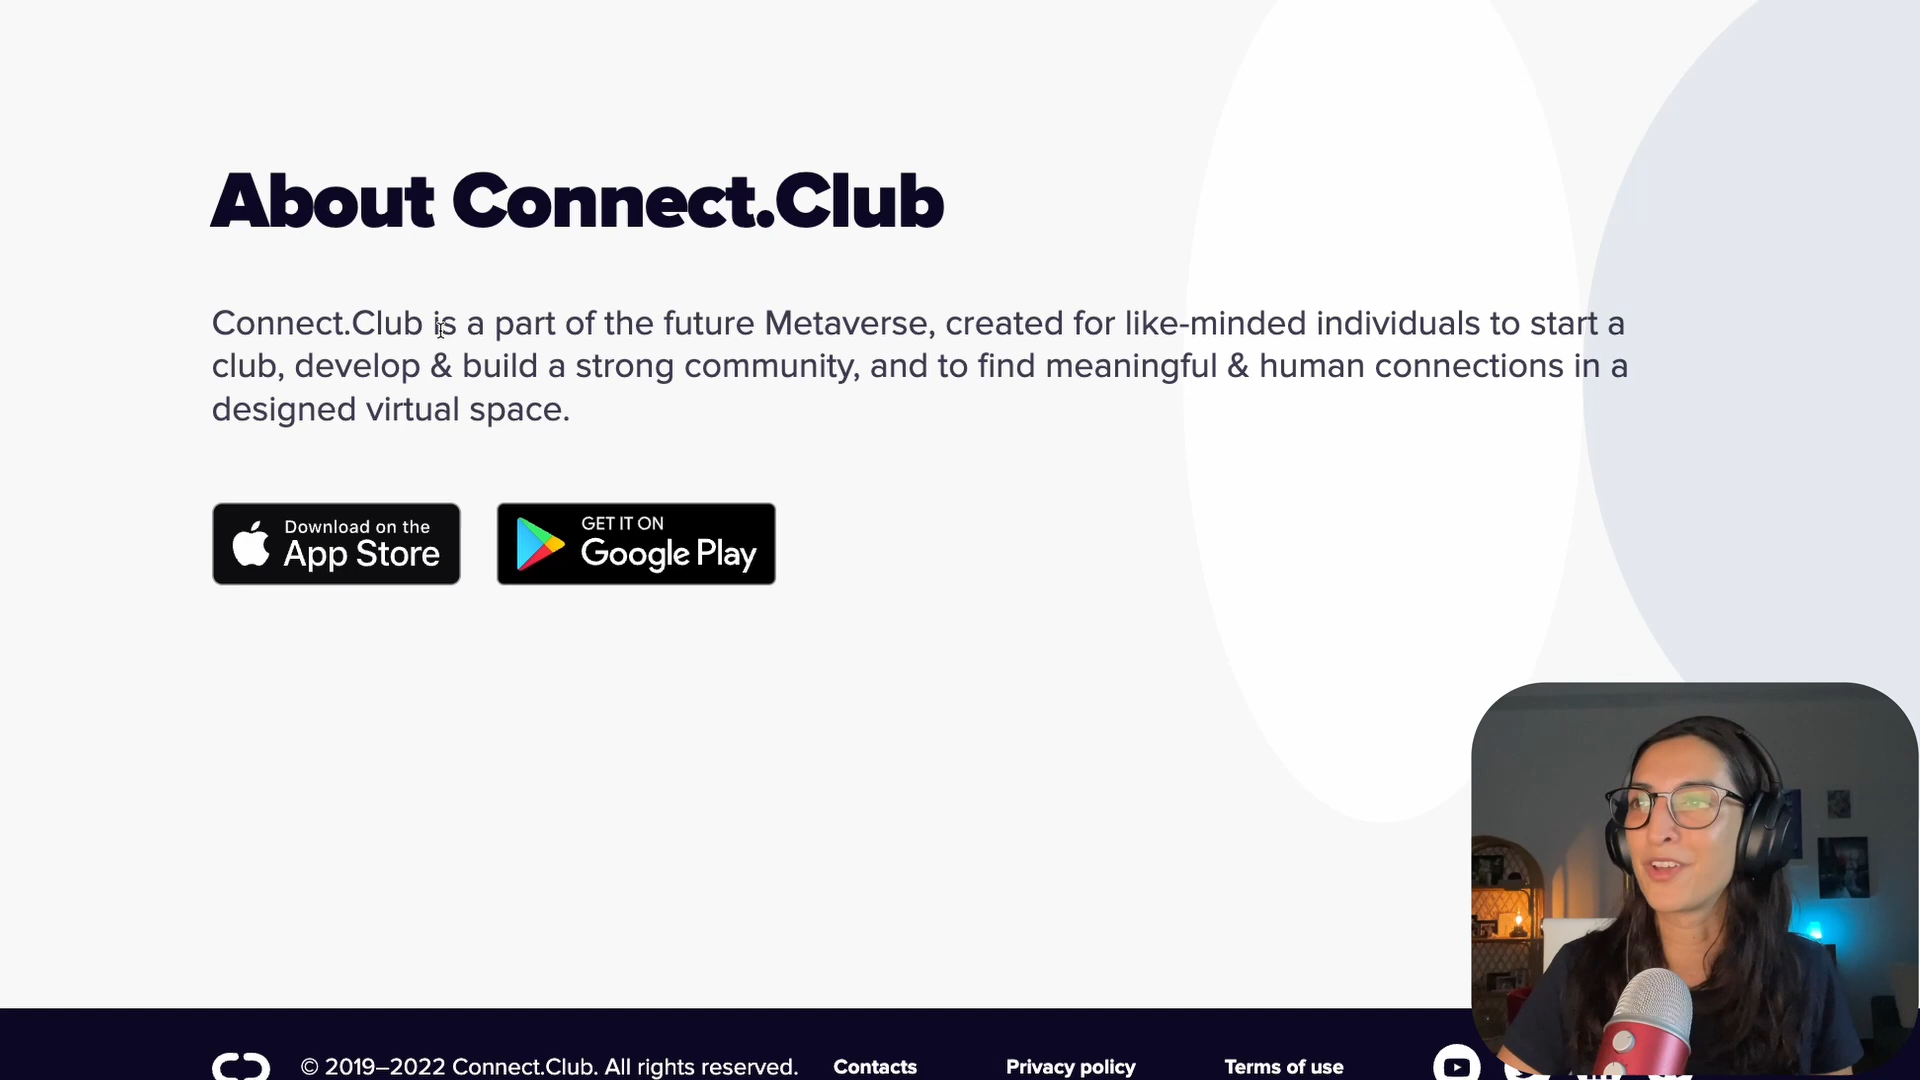 About Connect.Club
Connect.Club is a part of the future Metaverse, created for like-minded individuals to start a
club, develop & build a strong community, and to find meaningful & human connections in a
designed virtual space.
Download on the
App Store
GET IT ON
Google Play
© 2019–2022 Connect.Club. All rights reserved.
Contacts
Privacy policy
Terms of use